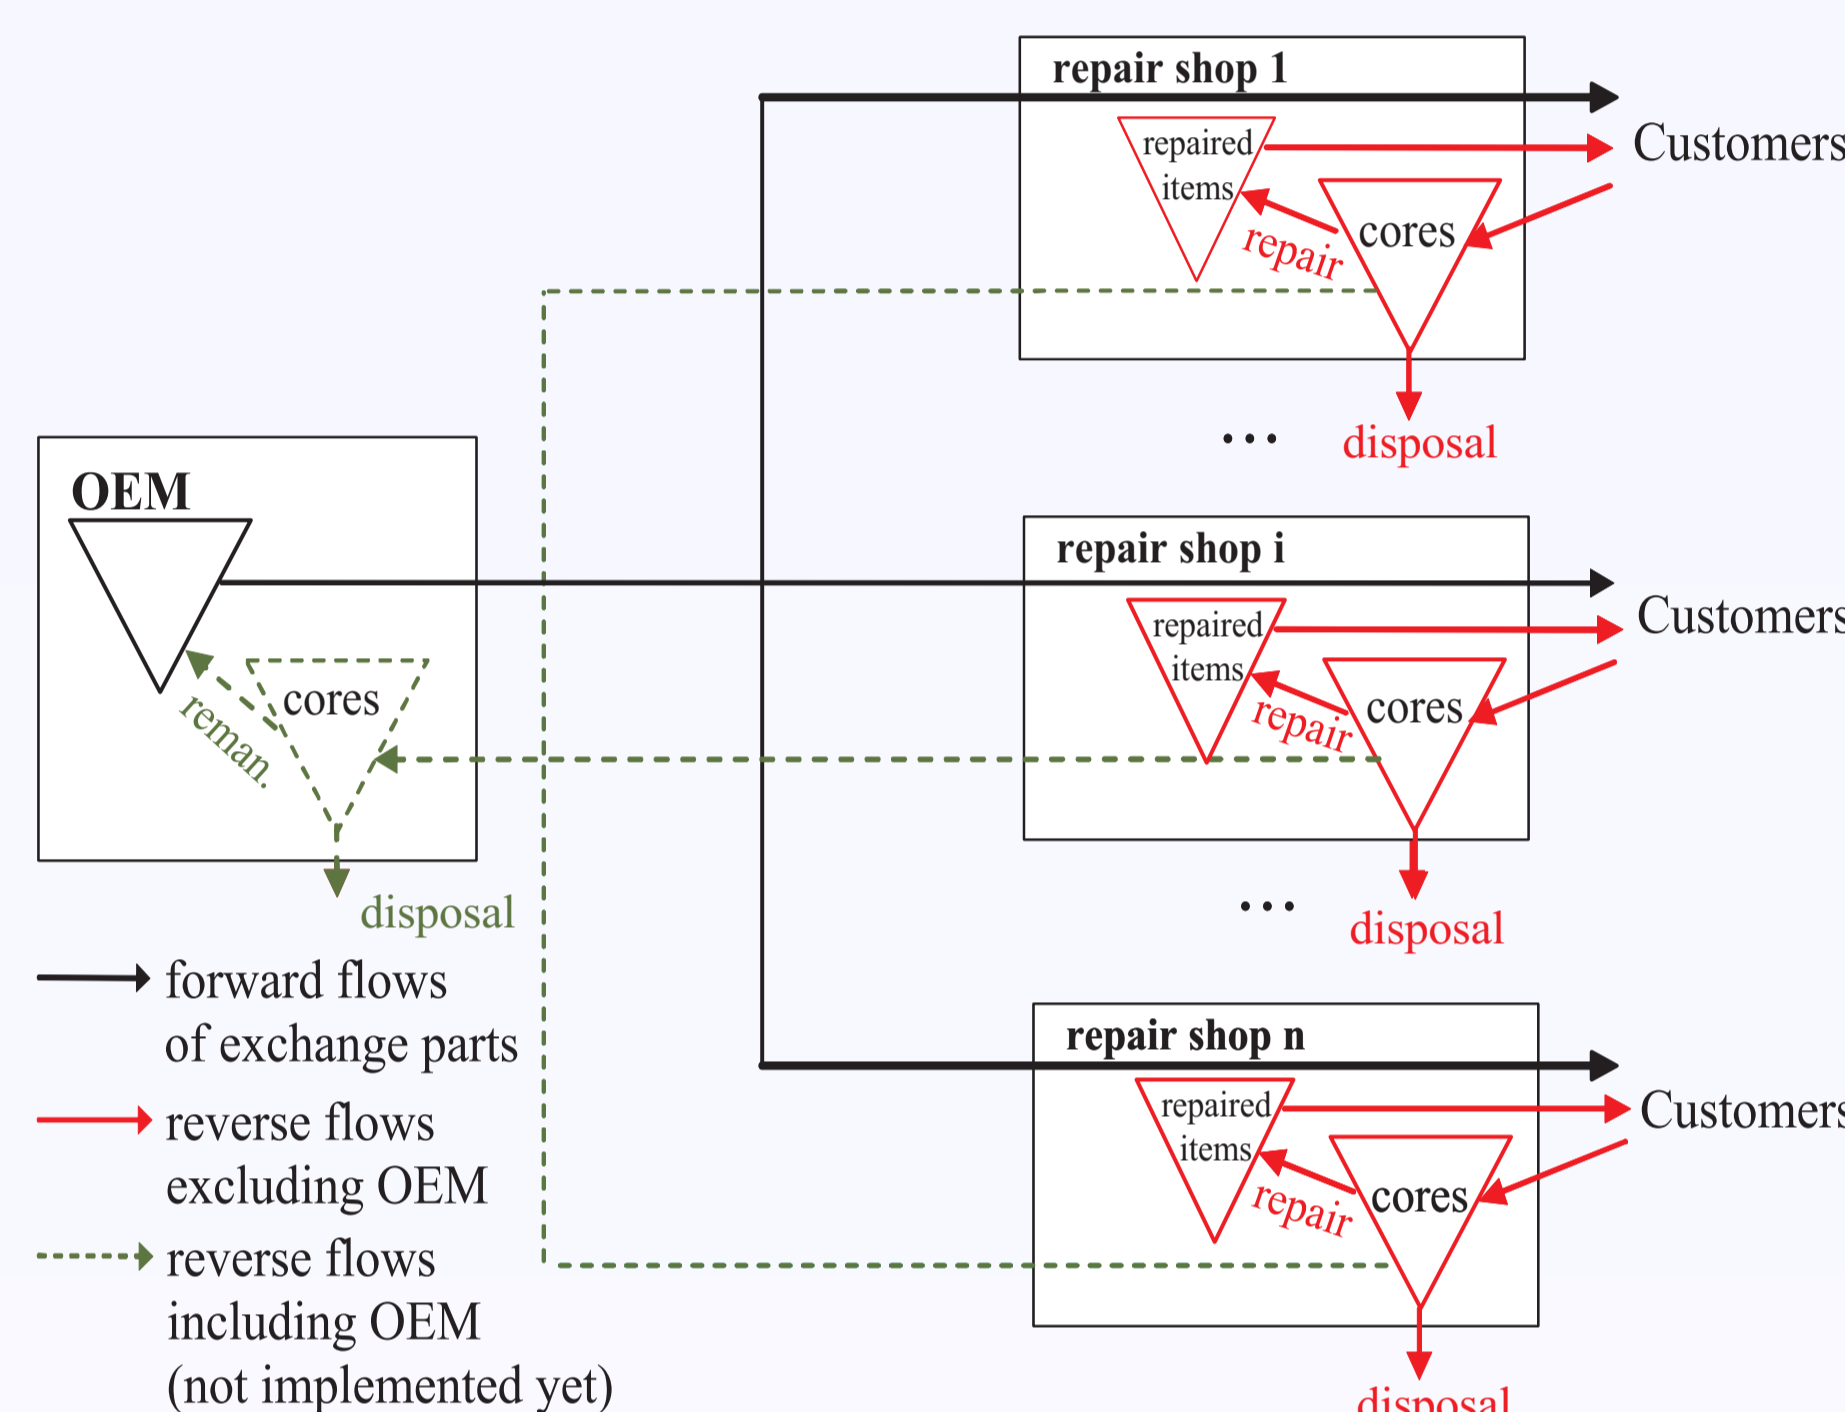 repair shop 1
repaired
items
repair
cores
Customers
disposal
...
OEM
cores
reman.
disposal
repair shop i
repaired
items
repair
cores
Customers
disposal
...
repair shop n
repaired
items
repair
cores
Customers
disposal
forward flows
of exchange parts
reverse flows
excluding OEM
reverse flows
including OEM
(not implemented yet)